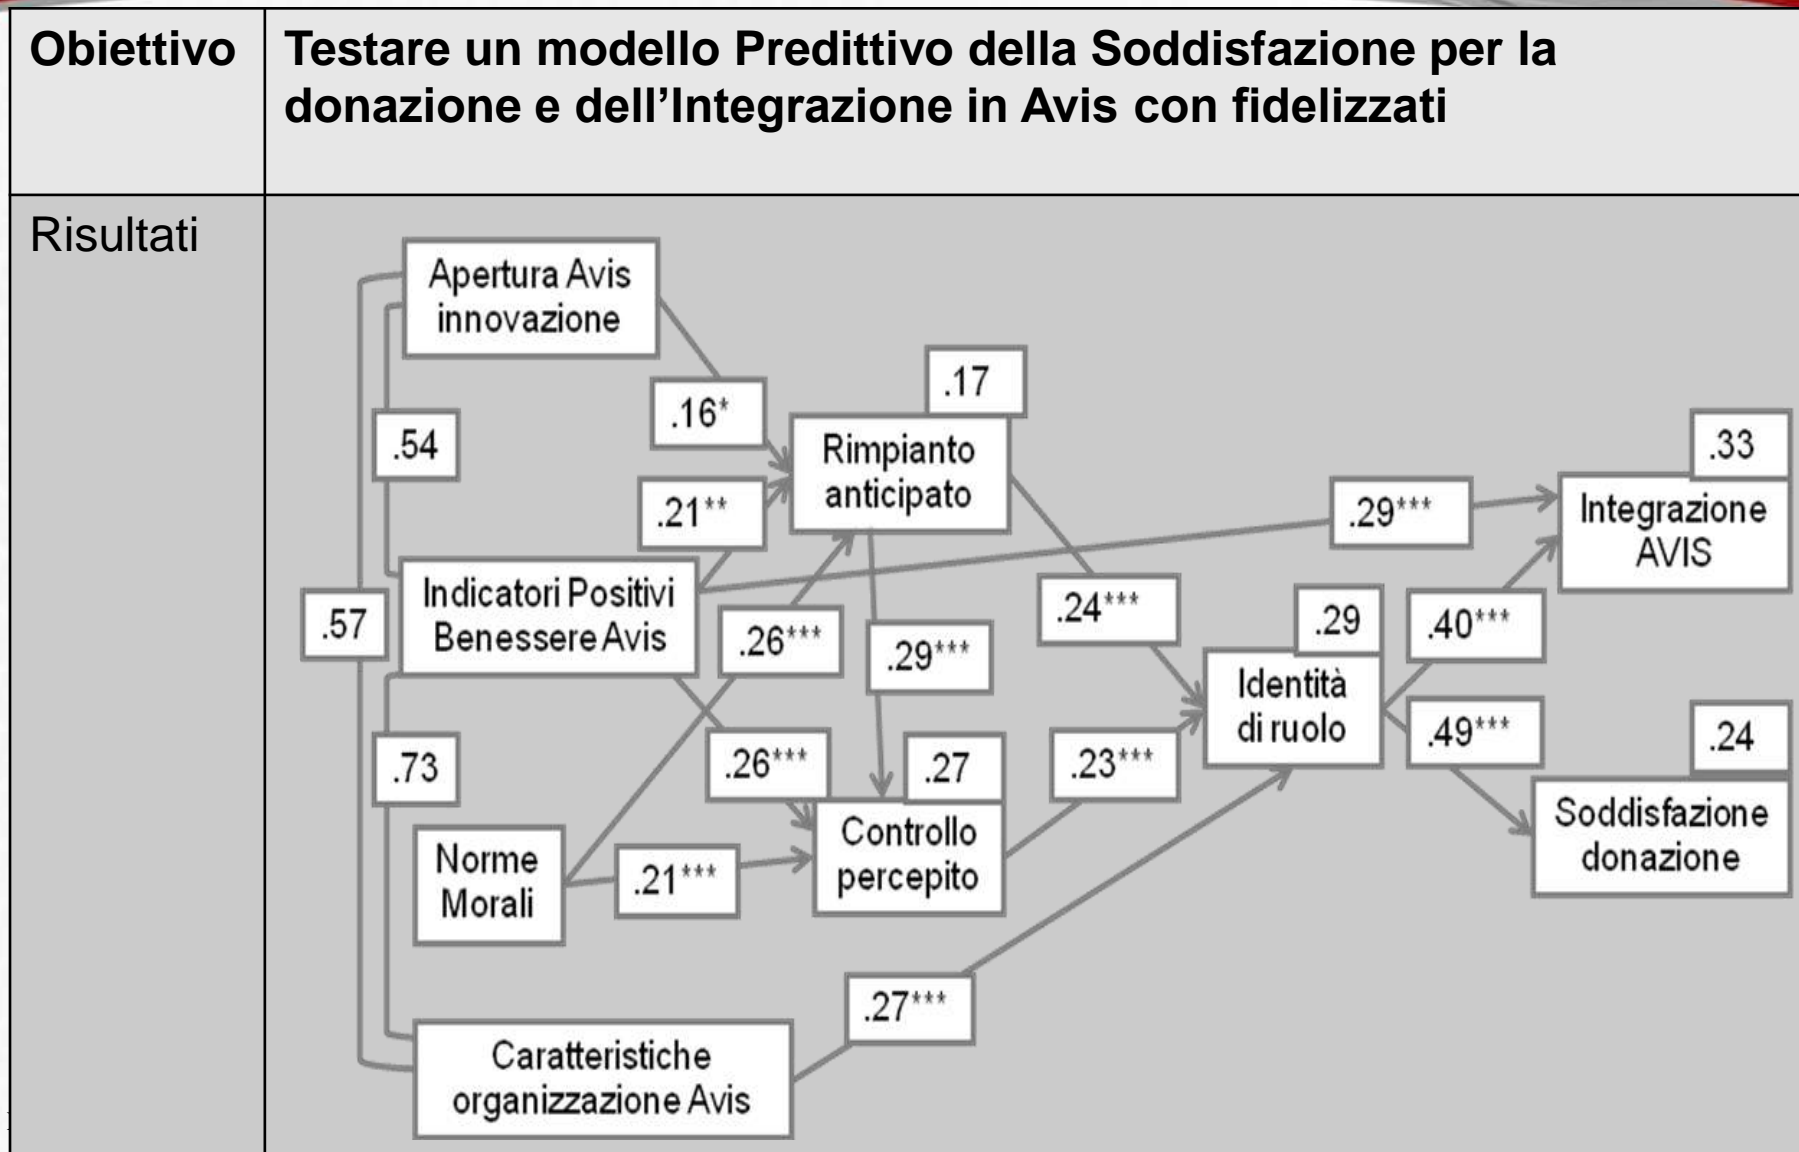 Obiettivo
Testare un modello Predittivo della Soddisfazione per la
donazione e dell’Integrazione in Avis con fidelizzati
Risultati
Apertura Avis
innovazione
.17
.16*
.54
Rimpianto
anticipato
.33
.21**
.29***
Integrazione
AVIS
Indicatori Positivi
Benessere Avis
.57
.26***
.29***
.24***
.29
.40***
Identità
di ruolo
.73
.26***
.27
.23***
.49***
.24
Norme
Morali
.21***
Controllo
percepito
Soddisfazione
donazione
.27***
Caratteristiche
organizzazione Avis